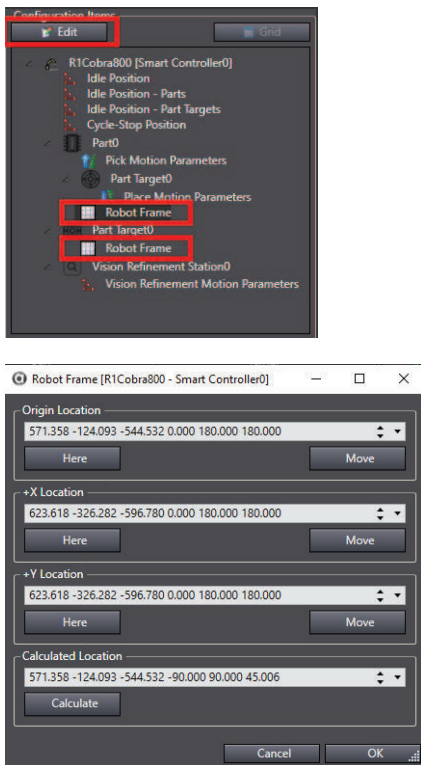 Configuration Items
Edit
Grid
R1Cobra800 [Smart Controller0]
Idle Position
Idle Position - Parts
Idle Position - Part Targets
Cycle-Stop Position
Part0
Pick Motion Parameters
Part Target0
Place Motion Parameters
Robot Frame
Part Target0
Robot Frame
Vision Refinement Station0
Vision Refinement Motion Parameters
Robot Frame [R1Cobra800 - Smart Controller0]
Origin Location
571.358 -124.093 -544.532 0.000 180.000 180.000
Here Move
+X Location
623.618 -326.282 -596.780 0.000 180.000 180.000
Here Move
+Y Location
623.618 -326.282 -596.780 0.000 180.000 180.000
Here Move
Calculated Location
571.358 -124.093 -544.532 -90.000 90.000 45.006
Calculate
Cancel OK